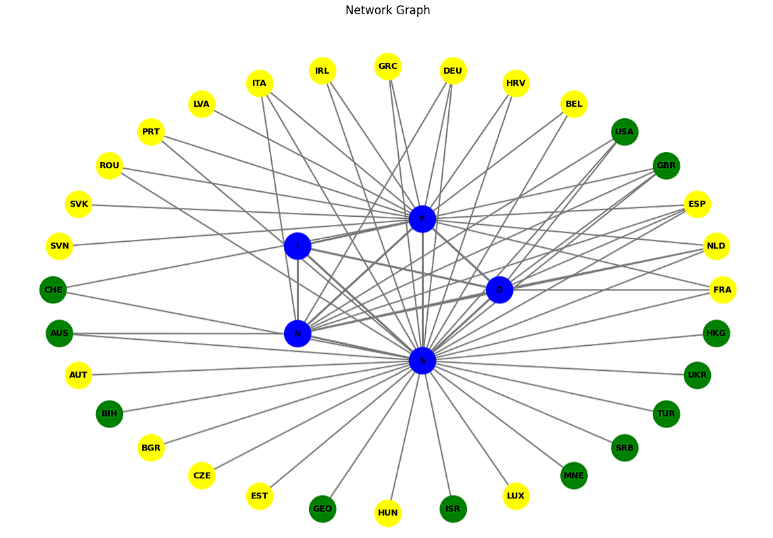 Network Graph
GRC
IRL
DEU
ITA
HRV
LVA
BEL
PRT
USA
ROU
GBR
SVK
ESP
SVN
NLD
CHE
FRA
AUS
N
HKG
S
AUT
UKR
BIH
TUR
BGR
SRB
CZE
MNE
EST
LUX
GEO
ISR
HUN